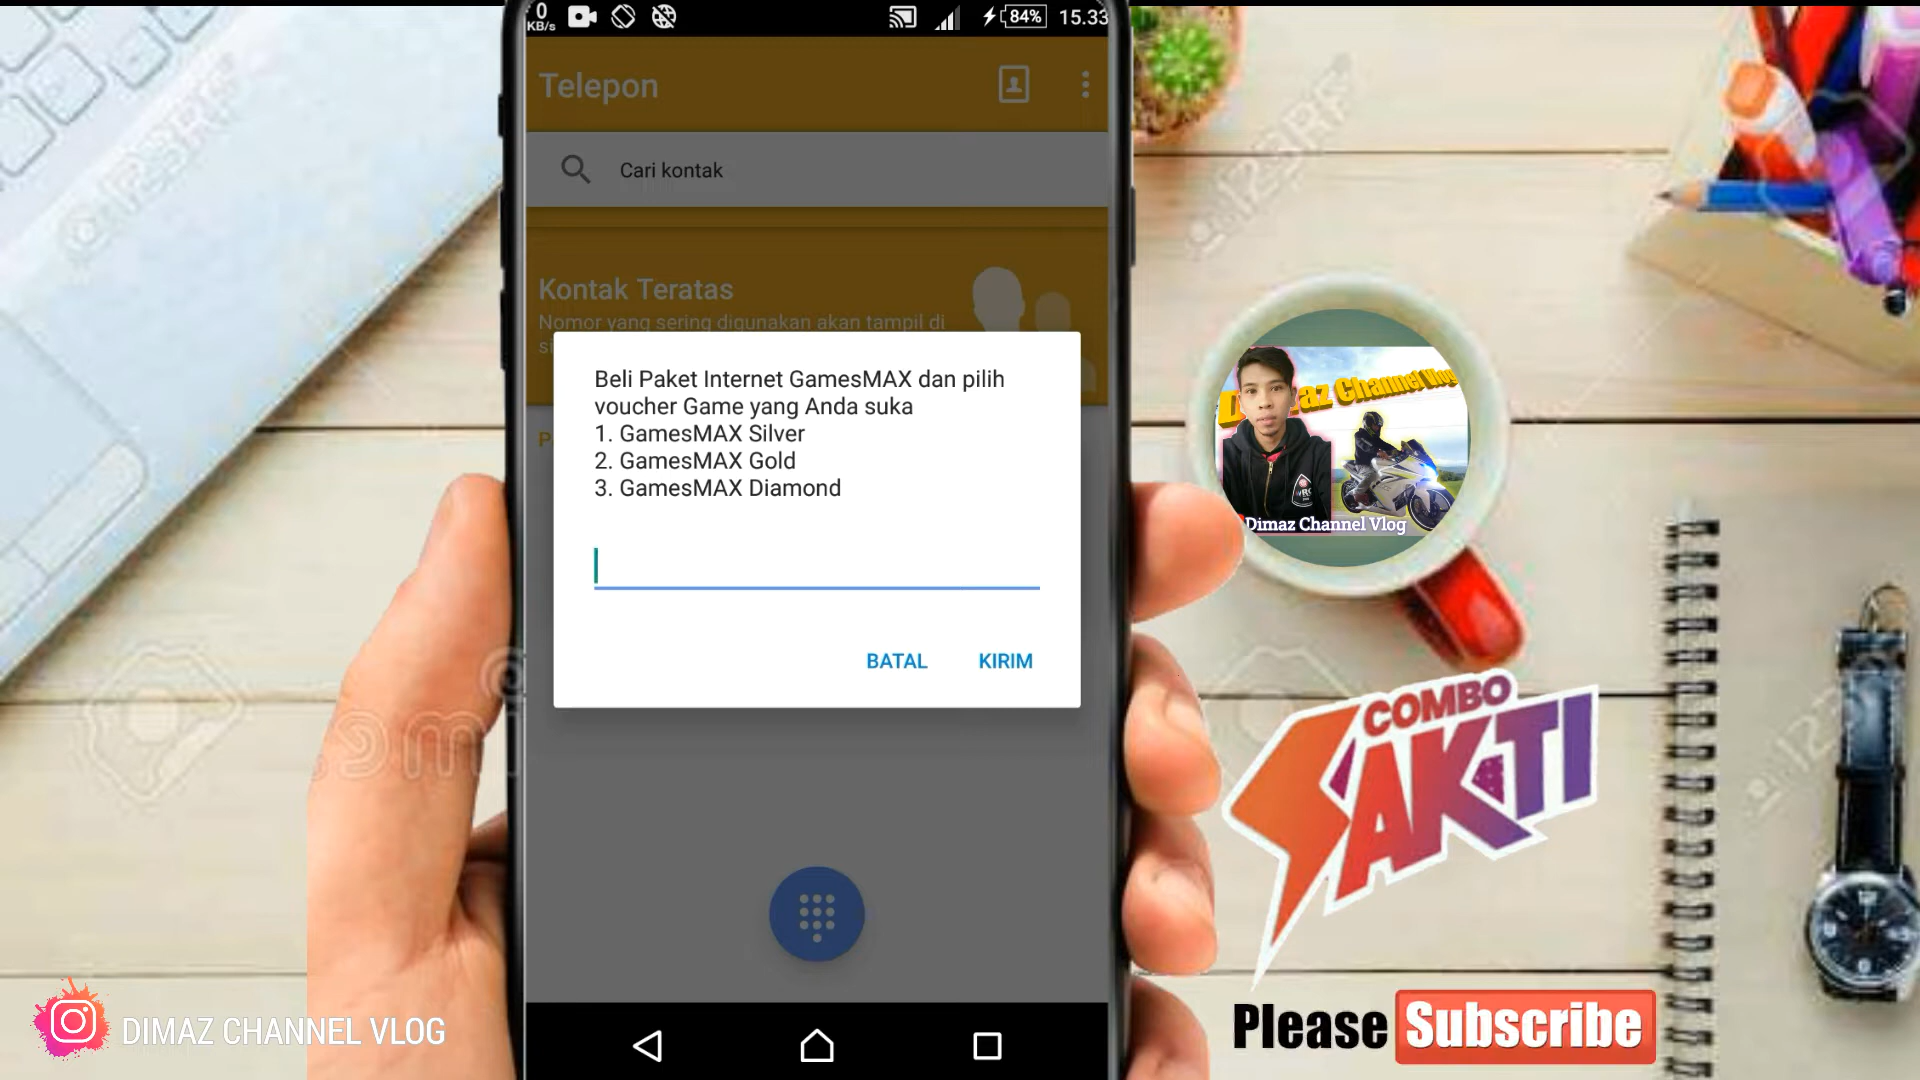 0
KB/s
84%
15.33
Telepon
Cari kontak
Kontak Teratas
Nomor yang sering digunakan akan tampil di
Beli Paket Internet GamesMAX dan pilih
voucher Game yang Anda suka
1. GamesMAX Silver
2. GamesMAX Gold
3. GamesMAX Diamond
BATAL
KIRIM
Channel Vlog
Dimaz Channel Vlog
COMBO
SAKTI
Please Subscribe
DIMAZ CHANNEL VLOG
123RF